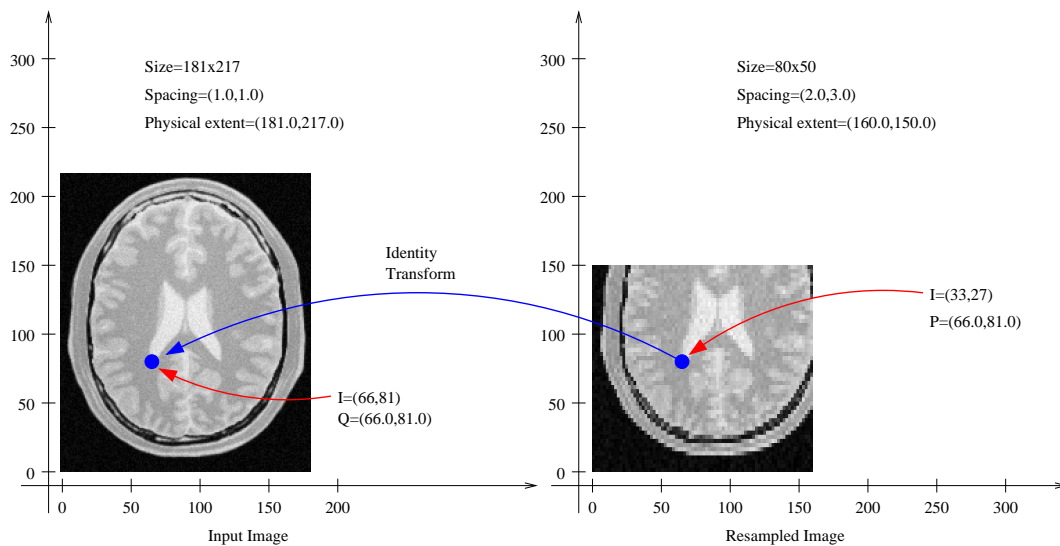 300
250
200
150
100
50
0
0 50 100 150 200
Input Image
Size=181x217
Spacing=(1.0,1.0)
Physical extent=(181.0,217.0)
I=(66,81)
Q=(66.0,81.0)
Identity
Transform
300
250
200
150
100
50
0
0 50 100 150 200 250 300
Resampled Image
Size=80x50
Spacing=(2.0,3.0)
Physical extent=(160.0,150.0)
I=(33,27)
P=(66.0,81.0)